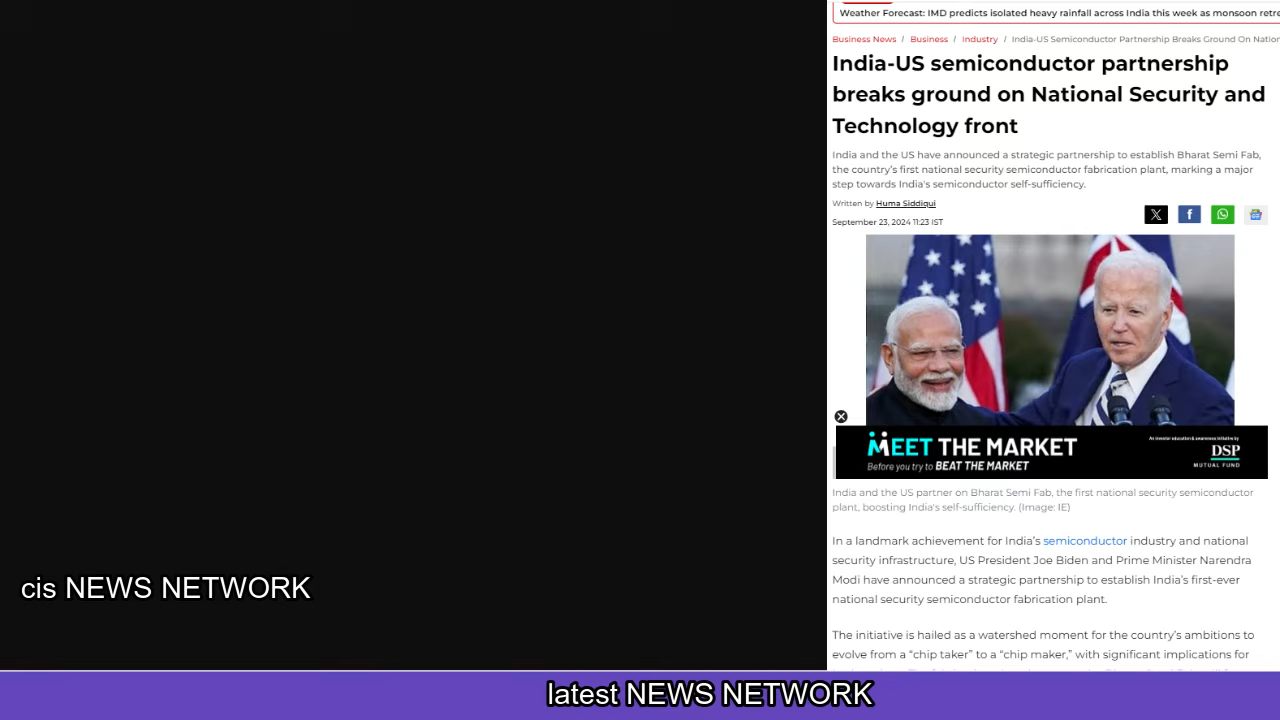 Weather Forecast: IMD predicts isolated heavy rainfall across India this week as monsoon retre
Business News / Business / Industry / India-US Semiconductor Partnership Breaks Ground On Nation
India-US semiconductor partnership
breaks ground on National Security and
Technology front
India and the US have announced a strategic partnership to establish Bharat Semi Fab,
the country's first national security semiconductor fabrication plant, marking a major
step towards India's semiconductor self-sufficiency.
Written by Huma Siddiqui
September 23, 2024 11:23 IST
MEET THE MARKET
Before you try to BEAT THE MARKET
An investor education & awareness initiative by
DSP
MUTUAL FUND
India and the US partner on Bharat Semi Fab, the first national security semiconductor
plant, boosting India's self-sufficiency. (Image: IE)
In a landmark achievement for India's semiconductor industry and national
security infrastructure, US President Joe Biden and Prime Minister Narendra
Modi have announced a strategic partnership to establish India's first-ever
national security semiconductor fabrication plant.
The initiative is hailed as a watershed moment for the country's ambitions to
evolve from a “chip taker” to a “chip maker,” with significant implications for
cis NEWS NETWORK
latest NEWS NETWORK